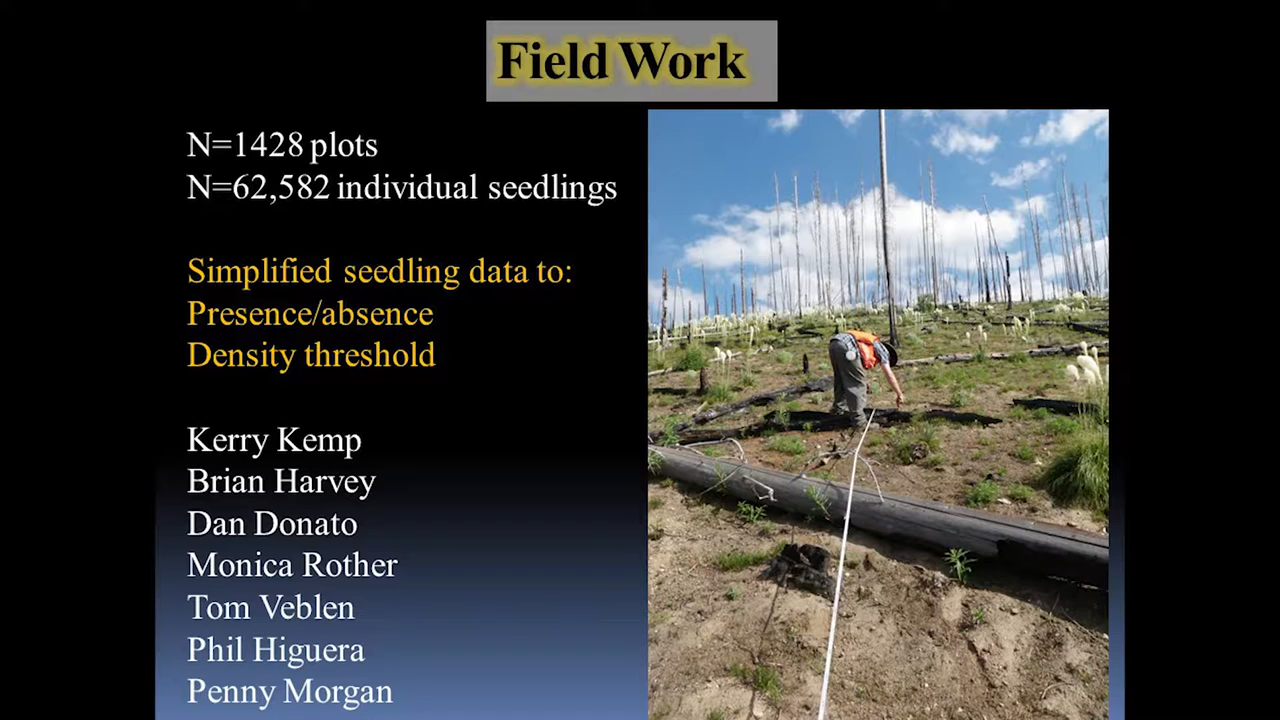 Field Work
N=1428 plots
N=62,582 individual seedlings
Simplified seedling data to:
Presence/absence
Density threshold
Kerry Kemp
Brian Harvey
Dan Donato
Monica Rother
Tom Veblen
Phil Higuera
Penny Morgan